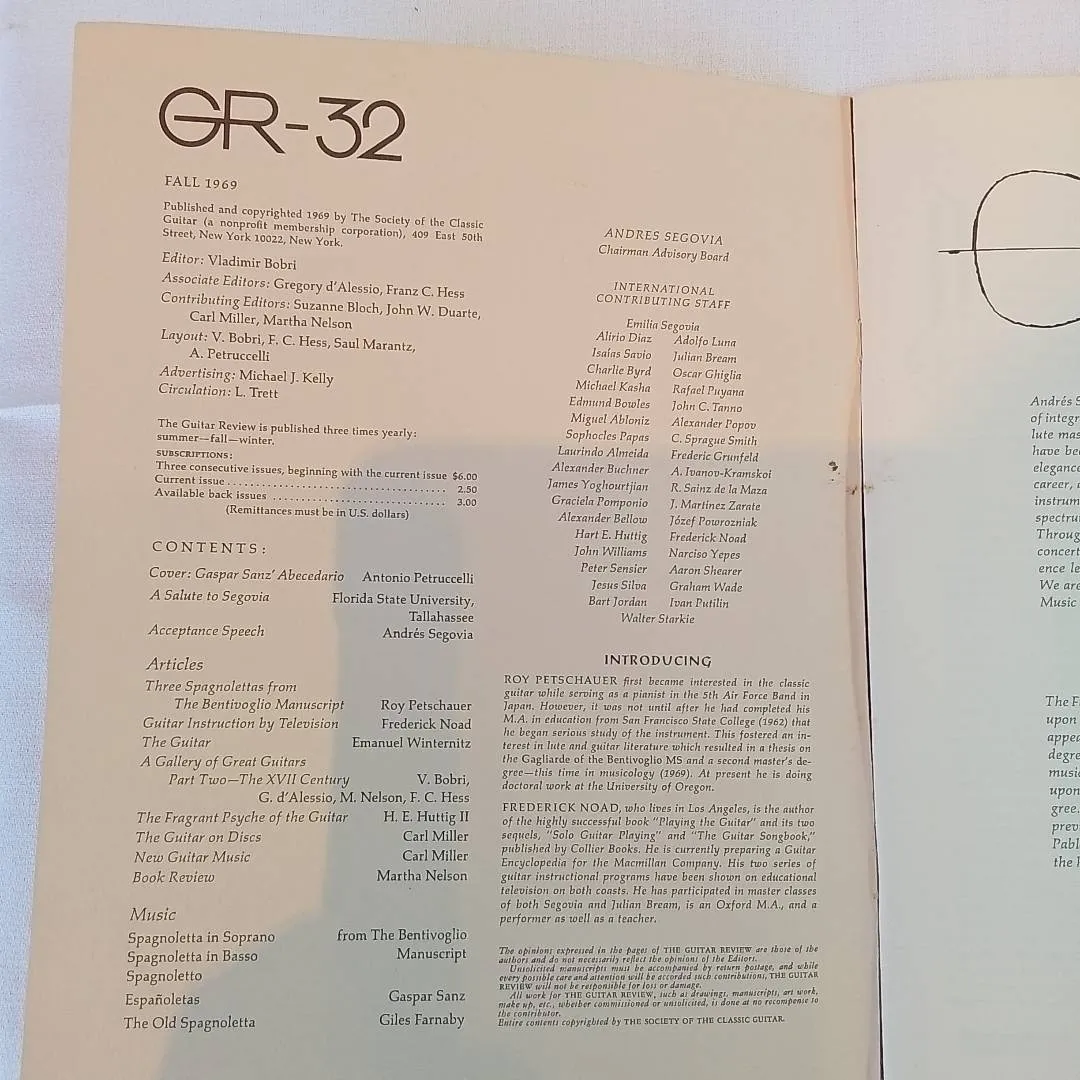 GR-32
FALL 1969
Published and copyrighted 1969 by The Society of the Classic
Guitar (a nonprofit membership corporation), 409 East 50th
Street, New York 10022, New York.
Editor: Vladimir Bobri
Associate Editors: Gregory d'Alessio, Franz C. Hess
Contributing Editors: Suzanne Bloch, John W. Duarte,
Carl Miller, Martha Nelson
Layout: V. Bobri, F. C. Hess, Saul Marantz,
A. Petruccelli
Advertising: Michael J. Kelly
Circulation: L. Trett
The Guitar Review is published three times yearly:
summer—fall—winter.
SUBSCRIPTIONS:
Three consecutive issues, beginning with the current issue $6.00
Current issue ........................................ 2.50
Available back issues ................................ 3.00
(Remittances must be in U.S. dollars)
CONTENTS:
Cover: Gaspar Sanz' Abecedario Antonio Petruccelli
A Salute to Segovia Florida State University,
Tallahassee
Acceptance Speech Andrés Segovia
Articles
Three Spagnolettas from
The Bentivoglio Manuscript Roy Petschauer
Guitar Instruction by Television Frederick Noad
The Guitar Emanuel Winternitz
A Gallery of Great Guitars
Part Two—The XVII Century V. Bobri,
G. d'Alessio, M. Nelson, F. C. Hess
The Fragrant Psyche of the Guitar H. E. Huttig II
The Guitar on Discs Carl Miller
New Guitar Music Carl Miller
Book Review Martha Nelson
Music
Spagnoletta in Soprano from The Bentivoglio
Spagnoletta in Basso Manuscript
Spagnoletto
Españoletas Gaspar Sanz
The Old Spagnoletta Giles Farnaby
ANDRES SEGOVIA
Chairman Advisory Board
INTERNATIONAL
CONTRIBUTING STAFF
Emilia Segovia
Alirio Diaz Adolfo Luna
Isaías Savio Julian Bream
Charlie Byrd Oscar Ghiglia
Michael Kasha Rafael Puyana
Edmund Bowles John C. Tanno
Miguel Abloniz Alexander Popov
Sophocles Papas C. Sprague Smith
Laurindo Almeida Frederic Grunfeld
Alexander Buchner A. Ivanov-Kramskoi
James Yoghourtjian R. Sainz de la Maza
Graciela Pomponio J. Martinez Zarate
Alexander Bellow Józef Powrozniak
Hart E. Huttig Frederick Noad
John Williams Narciso Yepes
Peter Sensier Aaron Shearer
Jesus Silva Graham Wade
Bart Jordan Ivan Putilin
Walter Starkie
INTRODUCING
ROY PETSCHAUER first became interested in the classic
guitar while serving as a pianist in the 5th Air Force Band in
Japan. However, it was not until after he had completed his
M.A. in education from San Francisco State College (1962) that
he began serious study of the instrument. This fostered an in-
terest in lute and guitar literature which resulted in a thesis on
the Gagliarde of the Bentivoglio MS and a second master's de-
gree—this time in musicology (1969). At present he is doing
doctoral work at the University of Oregon.
FREDERICK NOAD, who lives in Los Angeles, is the author
of the highly successful book "Playing the Guitar" and its two
sequels, "Solo Guitar Playing" and "The Guitar Songbook,"
published by Collier Books. He is currently preparing a Guitar
Encyclopedia for the Macmillan Company. His two series of
guitar instructional programs have been shown on educational
television on both coasts. He has participated in master classes
of both Segovia and Julian Bream, is an Oxford M.A., and a
performer as well as a teacher.
The opinions expressed in the pages of THE GUITAR REVIEW are those of the
authors and do not necessarily reflect the opinions of the Editors.
Unsolicited manuscripts must be accompanied by return postage, and while
every possible care and attention will be accorded such contributions, THE GUITAR
REVIEW will not be responsible for loss or damage.
All work for THE GUITAR REVIEW, such as drawings, manuscripts, art work,
make up, etc., whether commissioned or unsolicited, is done at no recompense to
the contributor.
Entire contents copyrighted by THE SOCIETY OF THE CLASSIC GUITAR.
Andrés S
of integr
lute mas
have bee
elegance
career, a
instrum
spectru
Throug
concert
ence le
We are
Music
The F
upon
appea
degre
music
upon
gree.
prev
Pabl
the h